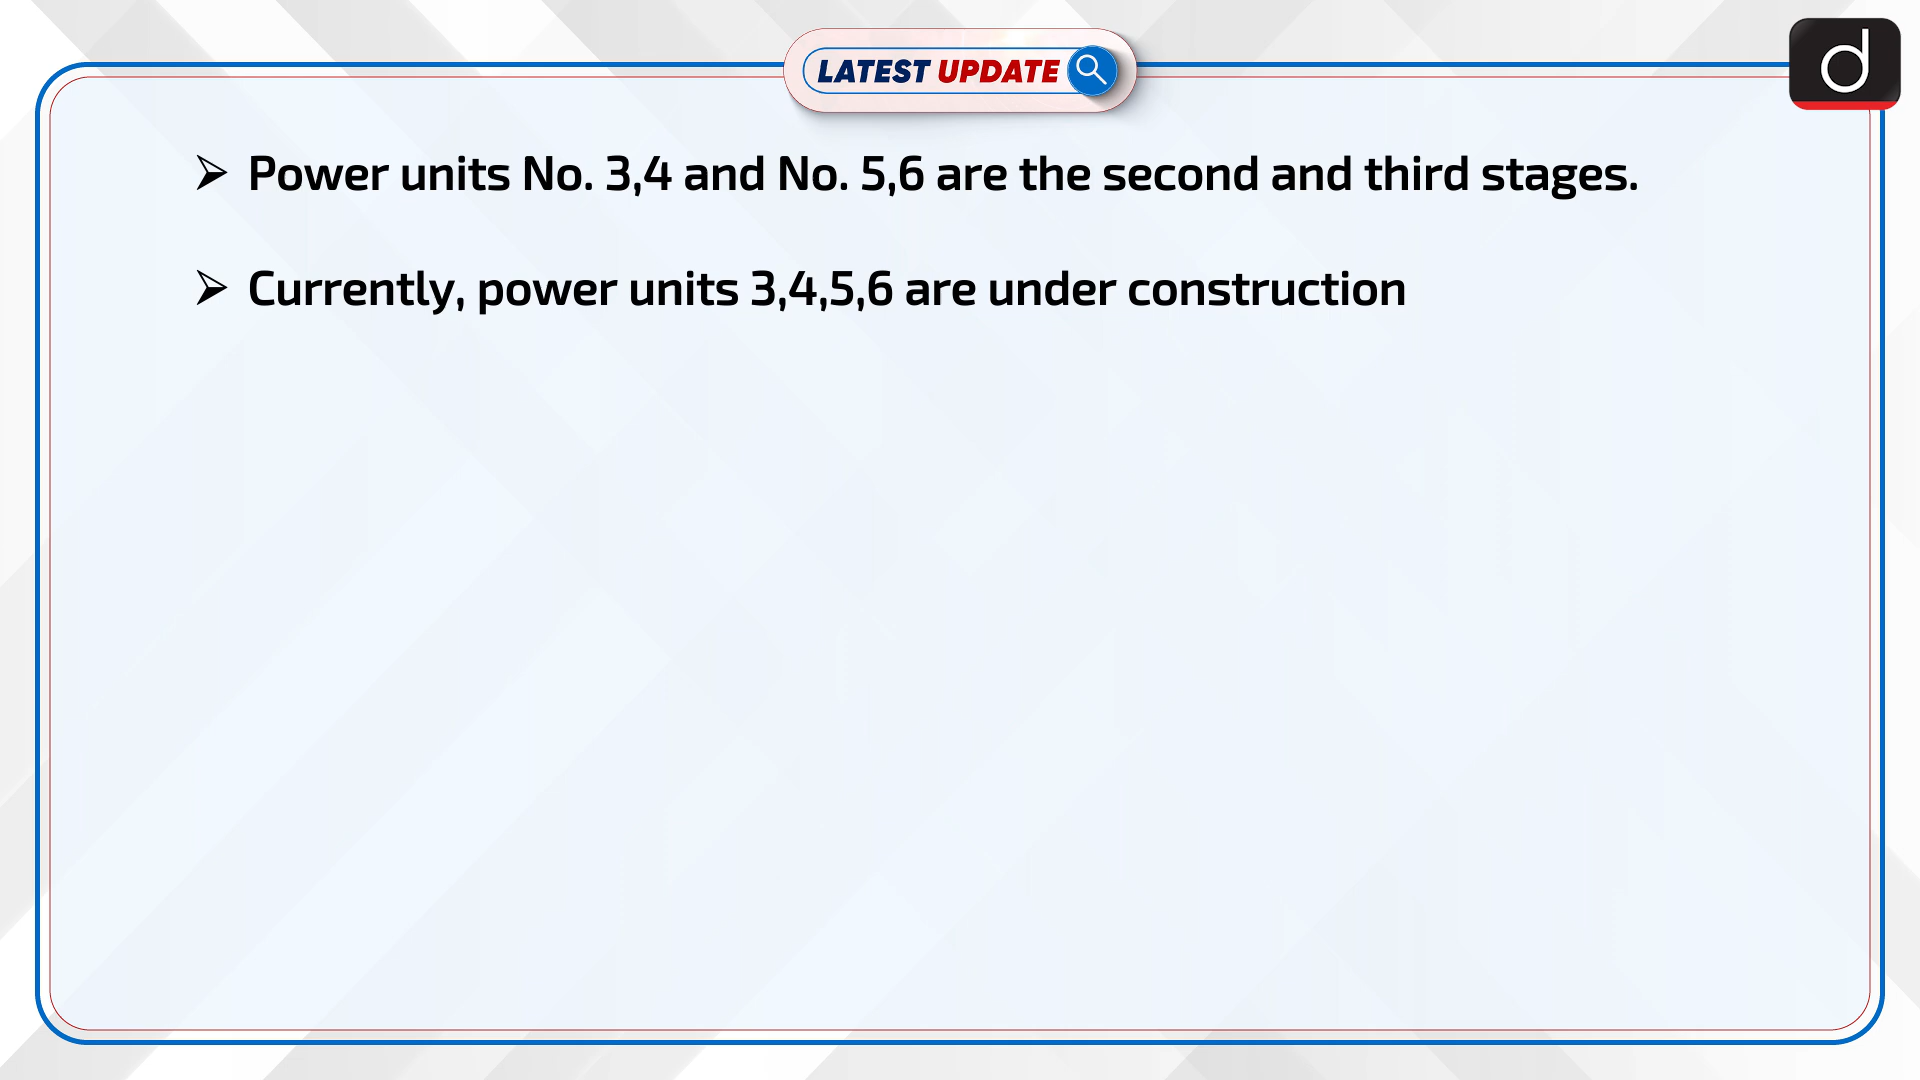 LATEST UPDATE
d
➢ Power units No. 3,4 and No. 5,6 are the second and third stages.
➢ Currently, power units 3,4,5,6 are under construction